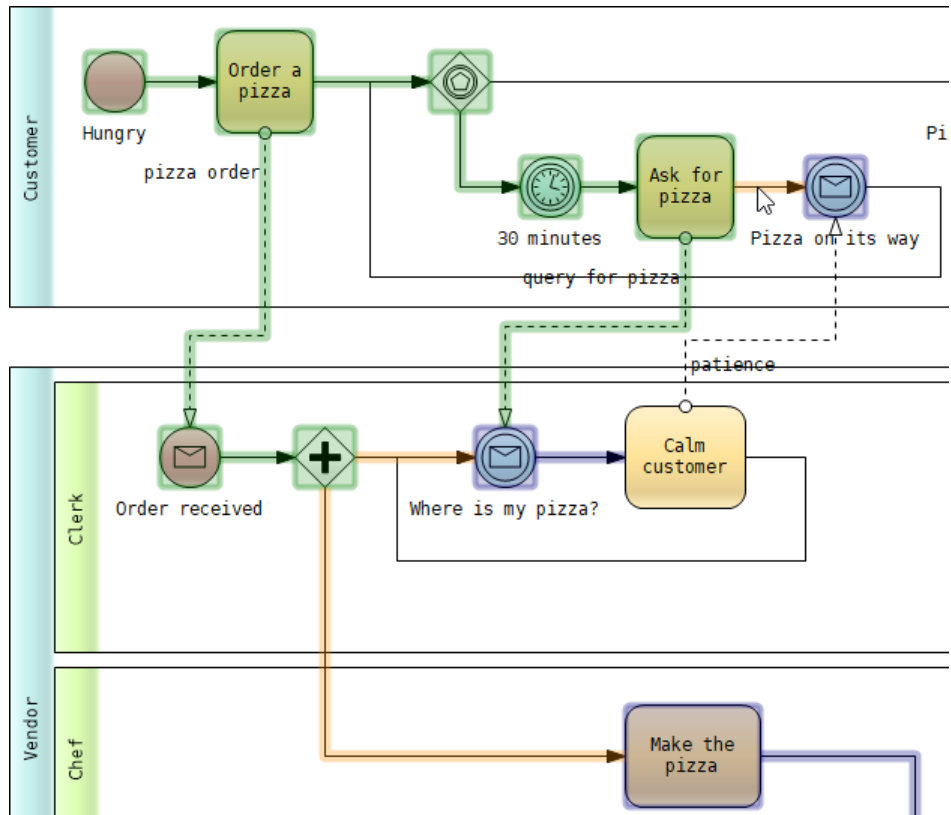 Customer
Hungry
Order a
pizza
pizza order
30 minutes
Ask for
pizza
Pizza on its way
Pi
query for pizza
patience
Vendor
Clerk
Order received
Where is my pizza?
Calm
customer
Chef
Make the
pizza